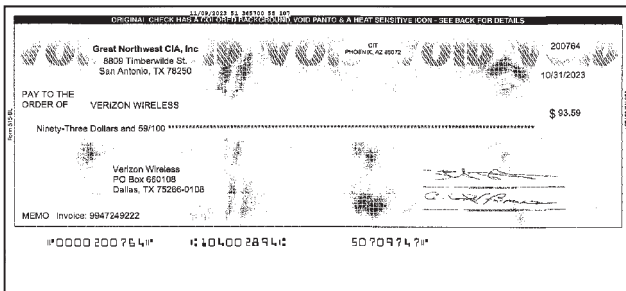 11/09/2023 51 365700 56 107
ORIGINAL CHECK HAS A COLORED BACKGROUND, VOID PANTO & A HEAT SENSITIVE ICON - SEE BACK FOR DETAILS
Great Northwest CIA, Inc
8809 Timberwilde St.
San Antonio, TX 78250
CIT
PHOENIX, AZ 85072
200764
10/31/2023
PAY TO THE
ORDER OF VERIZON WIRELESS
$ 93.59
Ninety-Three Dollars and 59/100
Verizon Wireless
PO Box 660108
Dallas, TX 75266-0108
MEMO Invoice: 9947249222
⑈0000200764⑈ ⑆104002894⑆ 50709747⑈